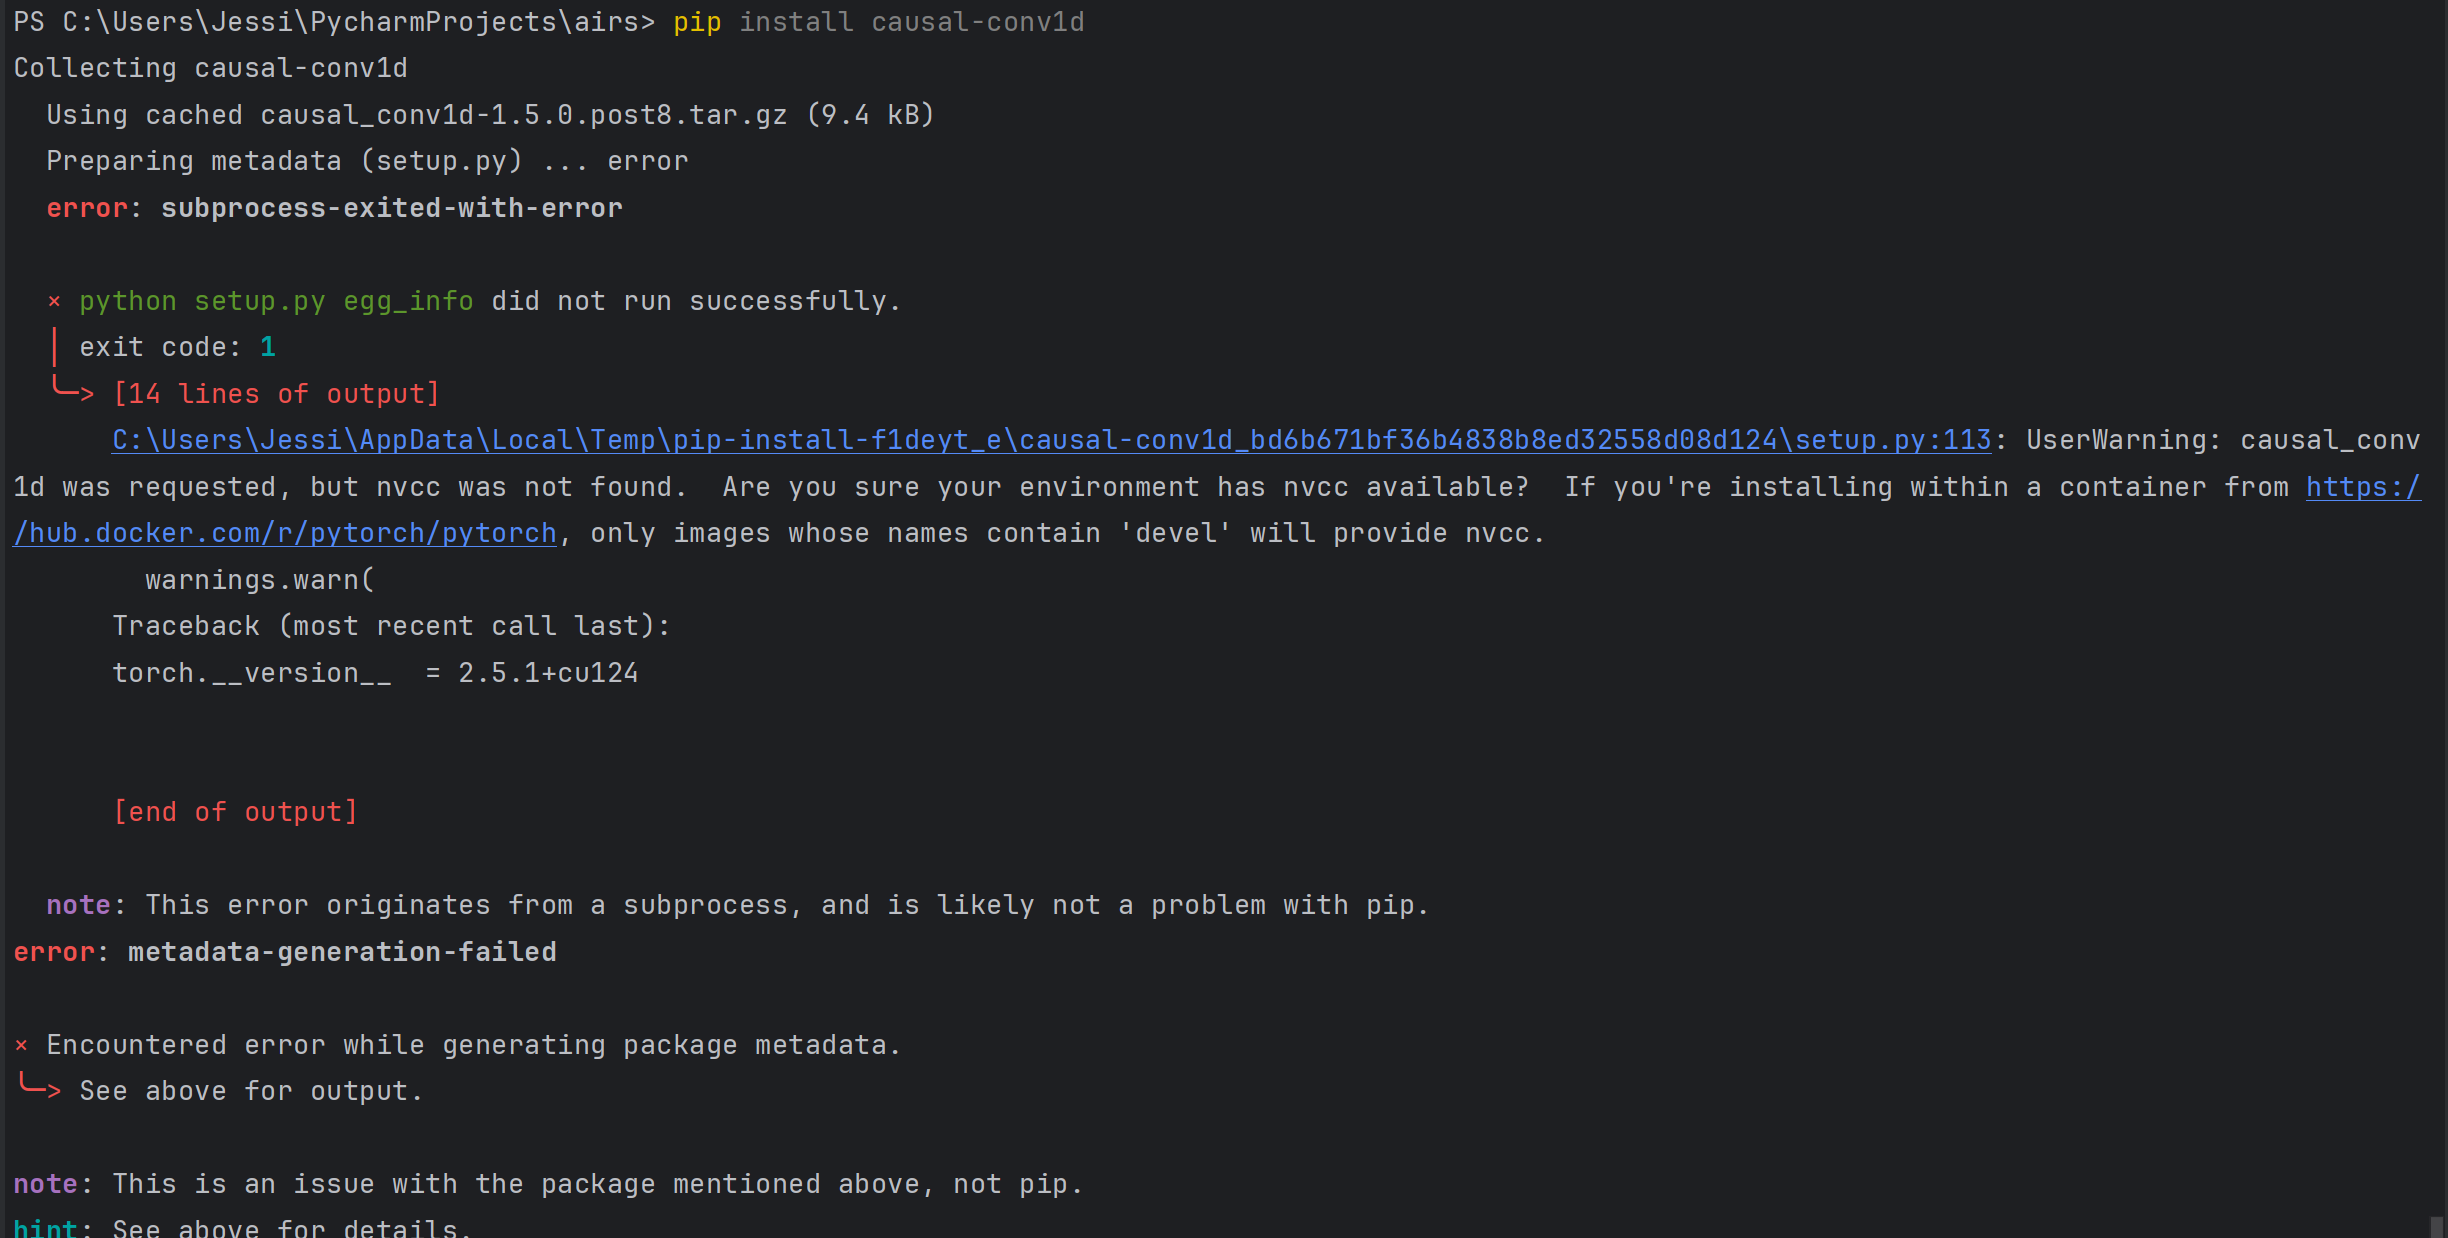 PS C:\Users\Jessi\PycharmProjects\airs> pip install causal-conv1d
Collecting causal-conv1d
  Using cached causal_conv1d-1.5.0.post8.tar.gz (9.4 kB)
  Preparing metadata (setup.py) ... error
  error: subprocess-exited-with-error

  × python setup.py egg_info did not run successfully.
  │ exit code: 1
  ╰─> [14 lines of output]
      C:\Users\Jessi\AppData\Local\Temp\pip-install-f1deyt_e\causal-conv1d_bd6b671bf36b4838b8ed32558d08d124\setup.py:113: UserWarning: causal_conv
1d was requested, but nvcc was not found.  Are you sure your environment has nvcc available?  If you're installing within a container from https:/
/hub.docker.com/r/pytorch/pytorch, only images whose names contain 'devel' will provide nvcc.
        warnings.warn(
      Traceback (most recent call last):
      torch.__version__  = 2.5.1+cu124

      [end of output]

  note: This error originates from a subprocess, and is likely not a problem with pip.
error: metadata-generation-failed

× Encountered error while generating package metadata.
╰─> See above for output.

note: This is an issue with the package mentioned above, not pip.
hint: See above for details.